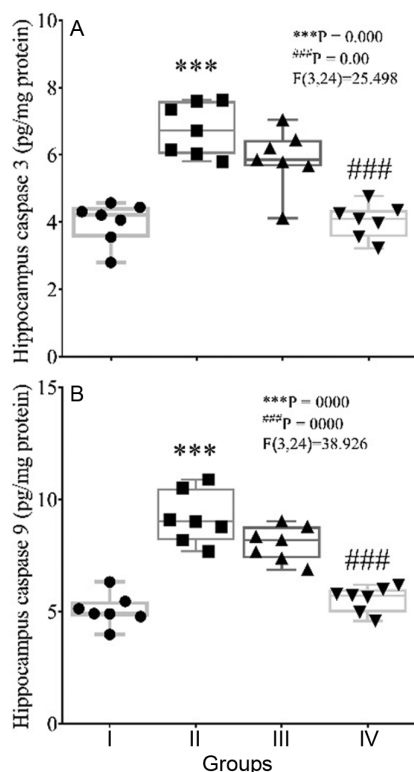 A
***P = 0.000
###P = 0.00
F(3,24)=25.498
Hippocampus caspase 3 (pg/mg protein)
10
8
6
4
2
0
***
###
B
***P = 0000
###P = 0000
F(3,24)=38.926
Hippocampus caspase 9 (pg/mg protein)
15
10
5
0
***
###
I II III IV
Groups